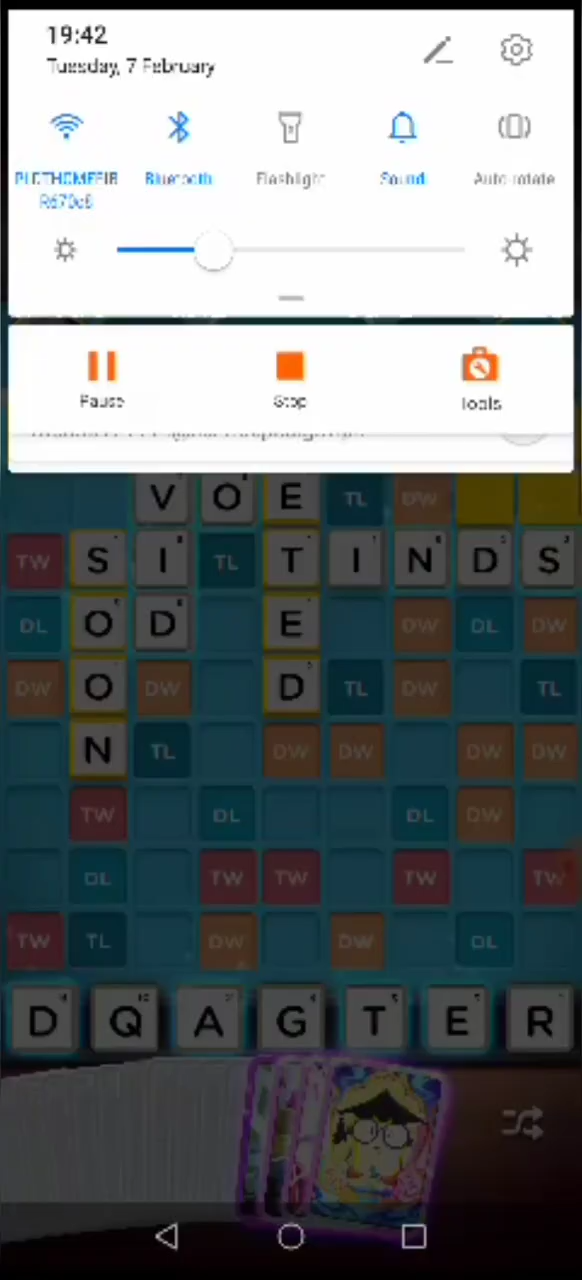 19:42
Tuesday, 7 February
Bluetooth Flashlight Sound Auto-rotate
Pause Stop Tools
V O E TL DW
TW S I TL T I N D S
DL O D E DW DL DW
DW O DW D TL DW TL
N TL DW DW DW DW
TW DL DL DW
DL TW TW TW TW
TW TL DW DW DL
D Q A G T E R